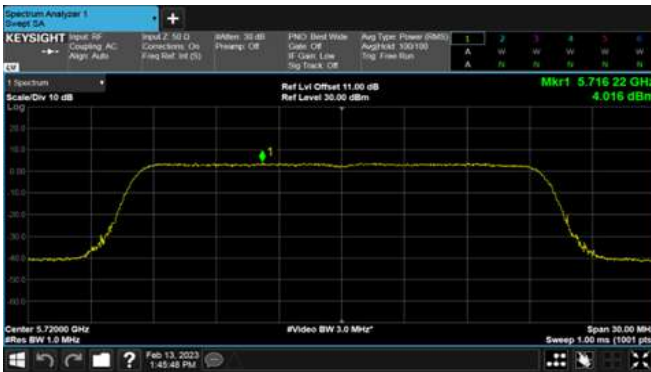 Spectrum Analyzer 1
Swept SA
+
KEYSIGHT Input: RF Input Z: 50 Ω #Atten: 30 dB PNO: Best Wide Avg Type: Power (RMS) 1 2 3 4 5 6
Coupling: AC Corrections: On Preamp: Off Gate: Off Avg|Hold: 100/100 A W W W W W
Align: Auto Freq Ref: Int (S) IF Gain: Low Trig: Free Run
Sig Track: Off A N N N N N
1 Spectrum
Ref Lvl Offset 11.00 dB Mkr1 5.716 22 GHz
Scale/Div 10 dB Ref Level 30.00 dBm 4.016 dBm
Log
20.0
1
0.00
-10.0
-20.0
-30.0
-40.0
-50.0
-60.0
Center 5.72000 GHz #Video BW 3.0 MHz* Span 30.00 MHz
#Res BW 1.0 MHz Sweep 1.00 ms (1001 pts
? Feb 13, 2023
1:45:48 PM